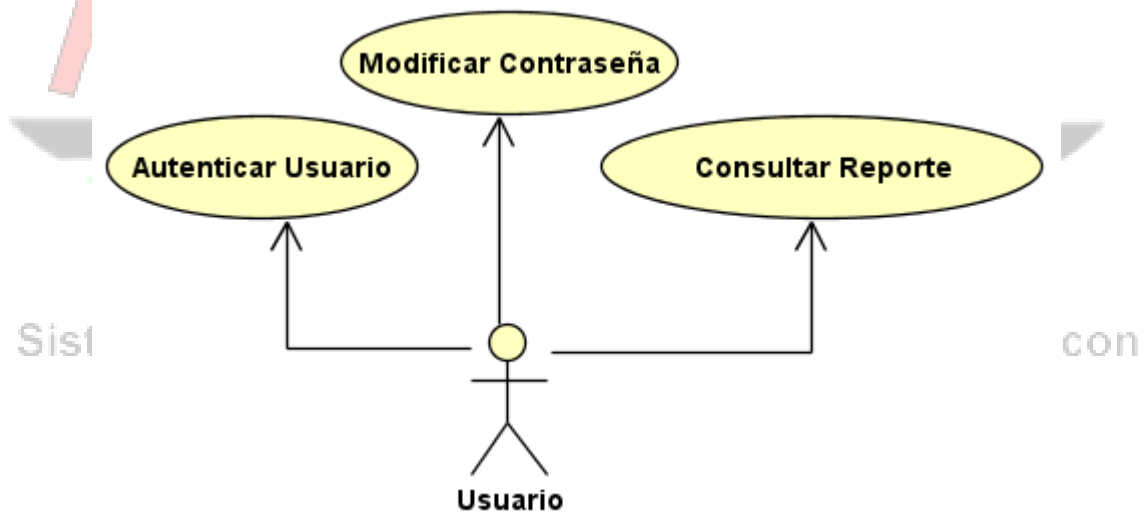 Modificar Contraseña
Autenticar Usuario
Consultar Reporte
Usuario